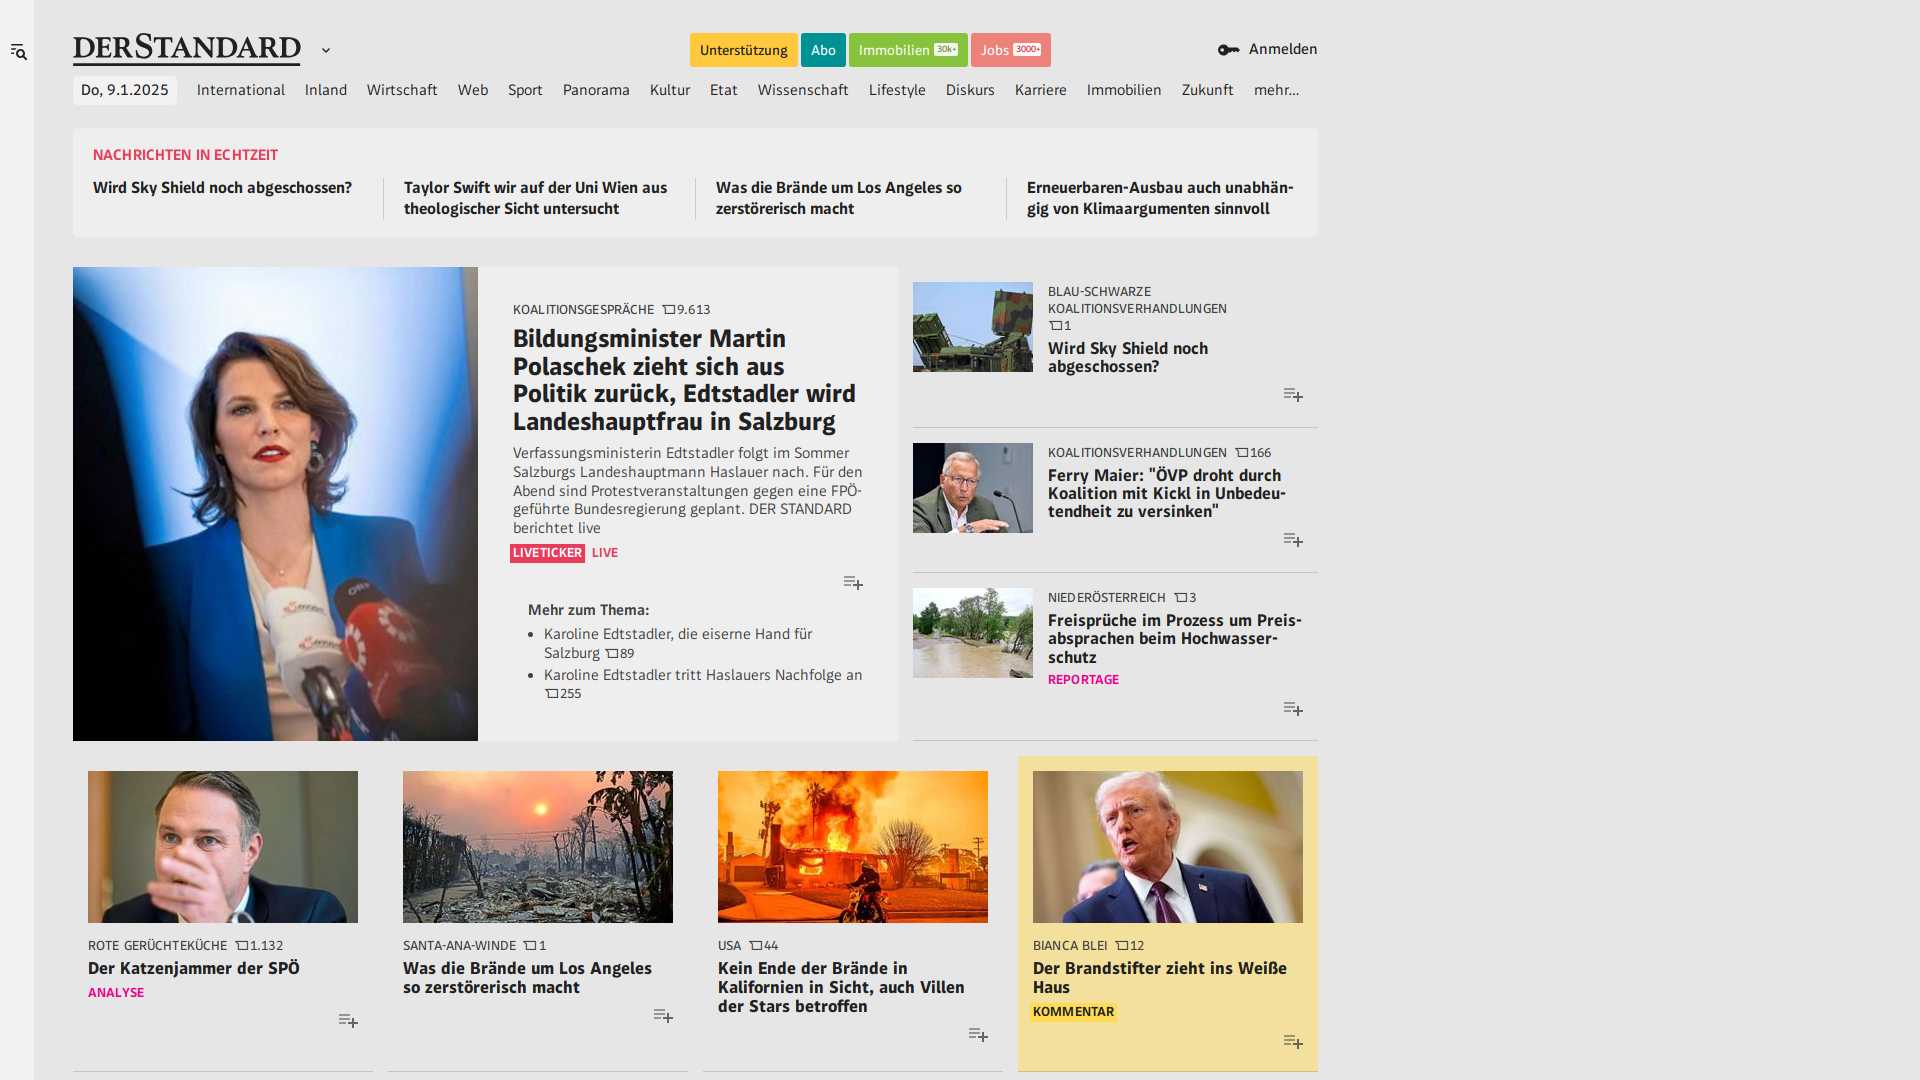 DERSTANDARD
Unterstützung
Abo
Immobilien 30k+
Jobs 3000+
Anmelden
Do, 9.1.2025
International
Inland
Wirtschaft
Web
Sport
Panorama
Kultur
Etat
Wissenschaft
Lifestyle
Diskurs
Karriere
Immobilien
Zukunft
mehr...
NACHRICHTEN IN ECHTZEIT
Wird Sky Shield noch abgeschossen?
Taylor Swift wir auf der Uni Wien aus
theologischer Sicht untersucht
Was die Brände um Los Angeles so
zerstörerisch macht
Erneuerbaren-Ausbau auch unabhän-
gig von Klimaargumenten sinnvoll
KOALITIONSGESPRÄCHE 9.613
Bildungsminister Martin
Polaschek zieht sich aus
Politik zurück, Edtstadler wird
Landeshauptfrau in Salzburg
Verfassungsministerin Edtstadler folgt im Sommer
Salzburgs Landeshauptmann Haslauer nach. Für den
Abend sind Protestveranstaltungen gegen eine FPÖ-
geführte Bundesregierung geplant. DER STANDARD
berichtet live
LIVETICKER LIVE
Mehr zum Thema:
Karoline Edtstadler, die eiserne Hand für
Salzburg 89
Karoline Edtstadler tritt Haslauers Nachfolge an
255
BLAU-SCHWARZE
KOALITIONSVERHANDLUNGEN
1
Wird Sky Shield noch
abgeschossen?
KOALITIONSVERHANDLUNGEN 166
Ferry Maier: "ÖVP droht durch
Koalition mit Kickl in Unbedeu-
tendheit zu versinken"
NIEDERÖSTERREICH 3
Freisprüche im Prozess um Preis-
absprachen beim Hochwasser-
schutz
REPORTAGE
ROTE GERÜCHTEKÜCHE 1.132
Der Katzenjammer der SPÖ
ANALYSE
SANTA-ANA-WINDE 1
Was die Brände um Los Angeles
so zerstörerisch macht
USA 44
Kein Ende der Brände in
Kalifornien in Sicht, auch Villen
der Stars betroffen
BIANCA BLEI 12
Der Brandstifter zieht ins Weiße
Haus
KOMMENTAR